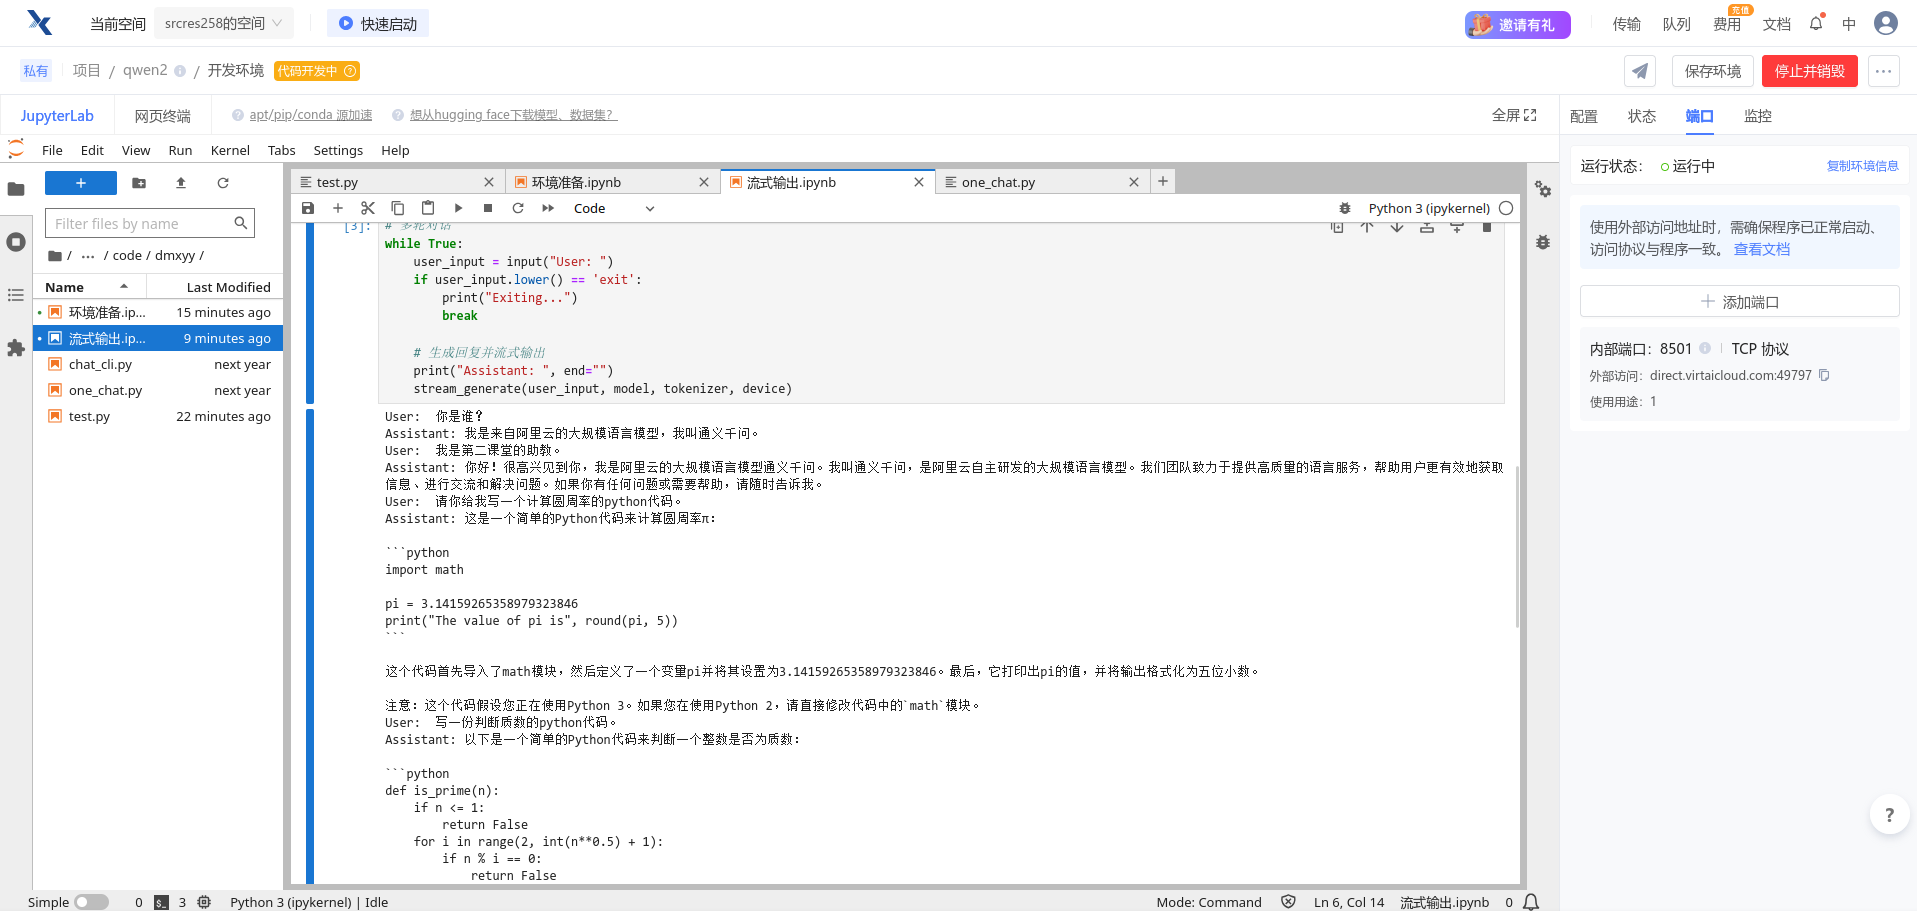 当前空间 srcres258的空间 快速启动 邀请有礼 传输 队列 费用 充值 文档 中
私有 项目 / qwen2 / 开发环境 代码开发中 保存环境 停止并销毁
JupyterLab 网页终端 apt/pip/conda 源加速 想从hugging face下载模型、数据集? 全屏 配置 状态 端口 监控
File Edit View Run Kernel Tabs Settings Help
运行状态： 运行中 复制环境信息
test.py 环境准备.ipynb 流式输出.ipynb one_chat.py
Code Python 3 (ipykernel)
Filter files by name
/ ... / code / dmxyy /
Name Last Modified
环境准备.ip... 15 minutes ago
流式输出.ip... 9 minutes ago
chat_cli.py next year
one_chat.py next year
test.py 22 minutes ago
[3]: # 多轮对话
while True:
    user_input = input("User: ")
    if user_input.lower() == 'exit':
        print("Exiting...")
        break
    # 生成回复并流式输出
    print("Assistant: ", end="")
    stream_generate(user_input, model, tokenizer, device)
User: 你是谁？
Assistant: 我是来自阿里云的大规模语言模型，我叫通义千问。
User: 我是第二课堂的助教。
Assistant: 你好！很高兴见到你，我是阿里云的大规模语言模型通义千问。我叫通义千问，是阿里云自主研发的大规模语言模型。我们团队致力于提供高质量的语言服务，帮助用户更有效地获取
信息、进行交流和解决问题。如果你有任何问题或需要帮助，请随时告诉我。
User: 请你给我写一个计算圆周率的python代码。
Assistant: 这是一个简单的Python代码来计算圆周率π：
```python
import math
pi = 3.14159265358979323846
print("The value of pi is", round(pi, 5))
```
这个代码首先导入了math模块，然后定义了一个变量pi并将其设置为3.14159265358979323846。最后，它打印出pi的值，并将输出格式化为五位小数。
注意：这个代码假设您正在使用Python 3。如果您在使用Python 2，请直接修改代码中的`math`模块。
User: 写一份判断质数的python代码。
Assistant: 以下是一个简单的Python代码来判断一个整数是否为质数：
```python
def is_prime(n):
    if n <= 1:
        return False
    for i in range(2, int(n**0.5) + 1):
        if n % i == 0:
            return False
使用外部访问地址时，需确保程序已正常启动、
访问协议与程序一致。 查看文档
添加端口
内部端口：8501 TCP 协议
外部访问：direct.virtaicloud.com:49797
使用用途：1
?
Simple 0 3 Python 3 (ipykernel) | Idle Mode: Command Ln 6, Col 14 流式输出.ipynb 0